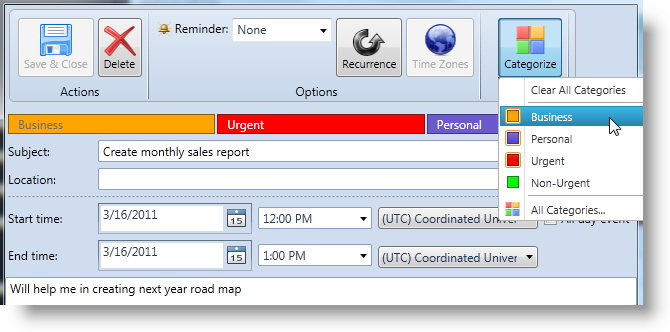 Reminder: None
Save & Close Delete Recurrence Time Zones Categorize
Actions Options
Clear All Categories
Business
Personal
Urgent
Non-Urgent
All Categories...
Business Urgent Personal
Subject: Create monthly sales report
Location:
Start time: 3/16/2011 15 12:00 PM (UTC) Coordinated Univer All day event
End time: 3/16/2011 15 1:00 PM (UTC) Coordinated Univer
Will help me in creating next year road map